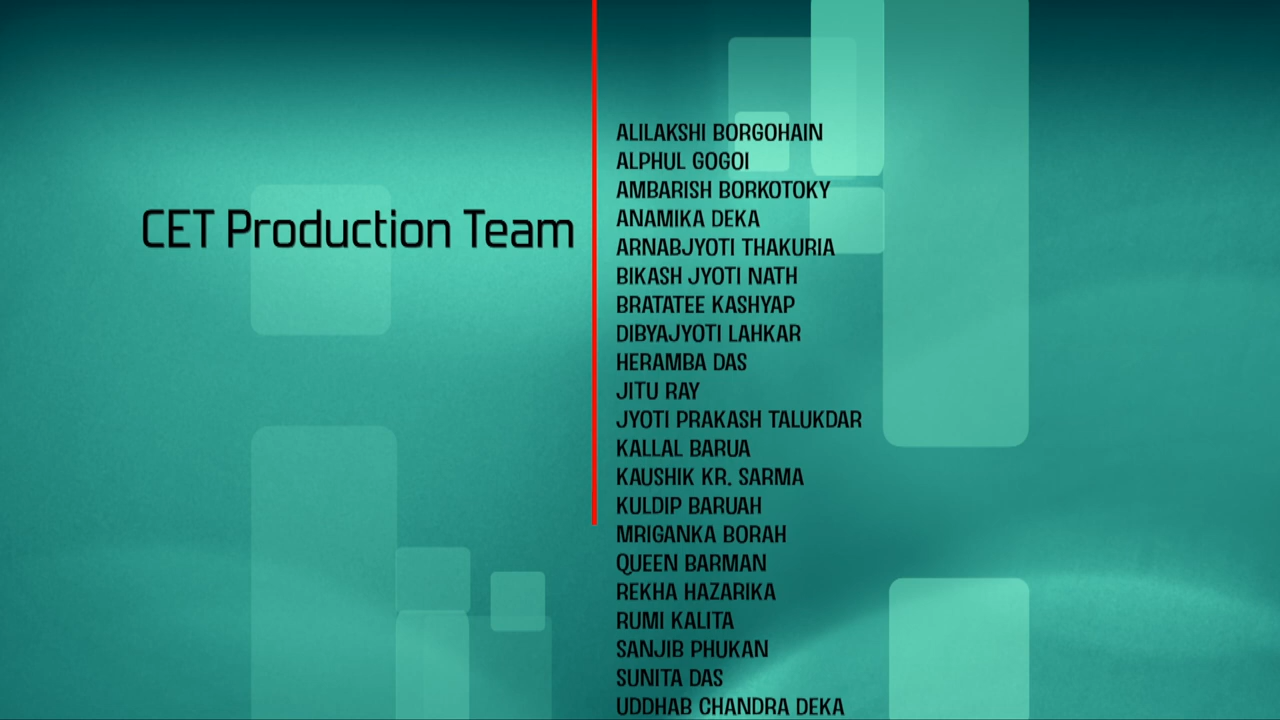 CET Production Team
ALILAKSHI BORGOHAIN
ALPHUL GOGOI
AMBARISH BORKOTOKY
ANAMIKA DEKA
ARNABJYOTI THAKURIA
BIKASH JYOTI NATH
BRATATEE KASHYAP
DIBYAJYOTI LAHKAR
HERAMBA DAS
JITU RAY
JYOTI PRAKASH TALUKDAR
KALLAL BARUA
KAUSHIK KR. SARMA
KULDIP BARUAH
MRIGANKA BORAH
QUEEN BARMAN
REKHA HAZARIKA
RUMI KALITA
SANJIB PHUKAN
SUNITA DAS
UDDHAB CHANDRA DEKA